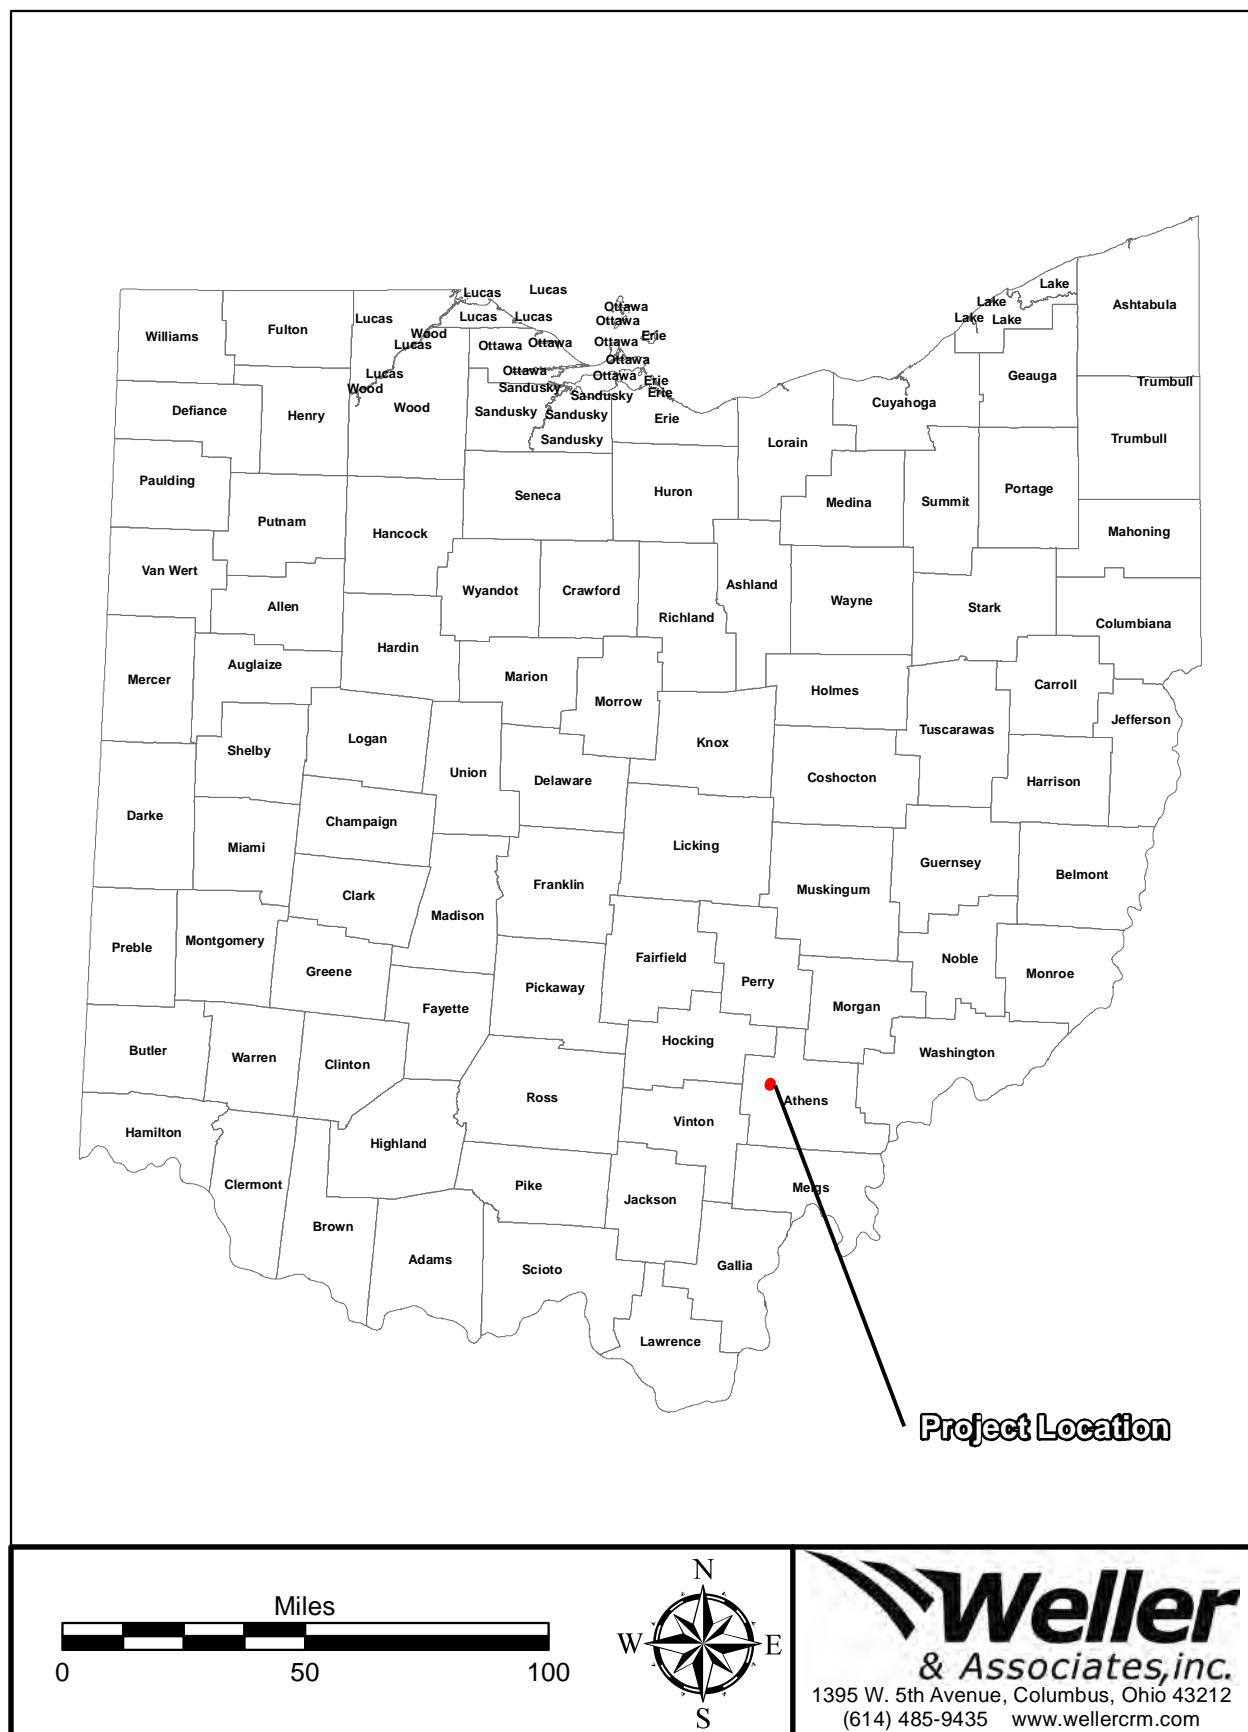 Lake
Lucas
Lucas
Lake
Ashtabula
Ottawa
Lucas
Lucas
Lucas
Ottawa
Lake
Lake
Williams
Fulton
Wood
Erie
Lucas
Ottawa
Ottawa
Ottawa
Ottawa
Geauga
Lucas
Ottawa
Ottawa
Erie
Trumbull
Wood
Sandusky
Sandusky
Erie
Defiance
Henry
Wood
Sandusky
Sandusky
Erie
Cuyahoga
Sandusky
Lorain
Trumbull
Paulding
Seneca
Huron
Medina
Summit
Portage
Putnam
Hancock
Mahoning
Van Wert
Wyandot
Crawford
Ashland
Allen
Wayne
Stark
Richland
Columbiana
Hardin
Auglaize
Mercer
Marion
Holmes
Carroll
Morrow
Jefferson
Tuscarawas
Shelby
Logan
Knox
Union
Delaware
Coshocton
Harrison
Darke
Champaign
Miami
Licking
Guernsey
Belmont
Clark
Franklin
Muskingum
Madison
Preble
Montgomery
Greene
Fairfield
Noble
Monroe
Pickaway
Perry
Fayette
Morgan
Butler
Warren
Clinton
Hocking
Washington
Ross
Athens
Hamilton
Highland
Vinton
Clermont
Pike
Jackson
Meigs
Brown
Adams
Scioto
Gallia
Lawrence
Project Location
Miles
0 50 100
N
W E
S
Weller
& Associates, inc.
1395 W. 5th Avenue, Columbus, Ohio 43212
(614) 485-9435 www.wellercrm.com